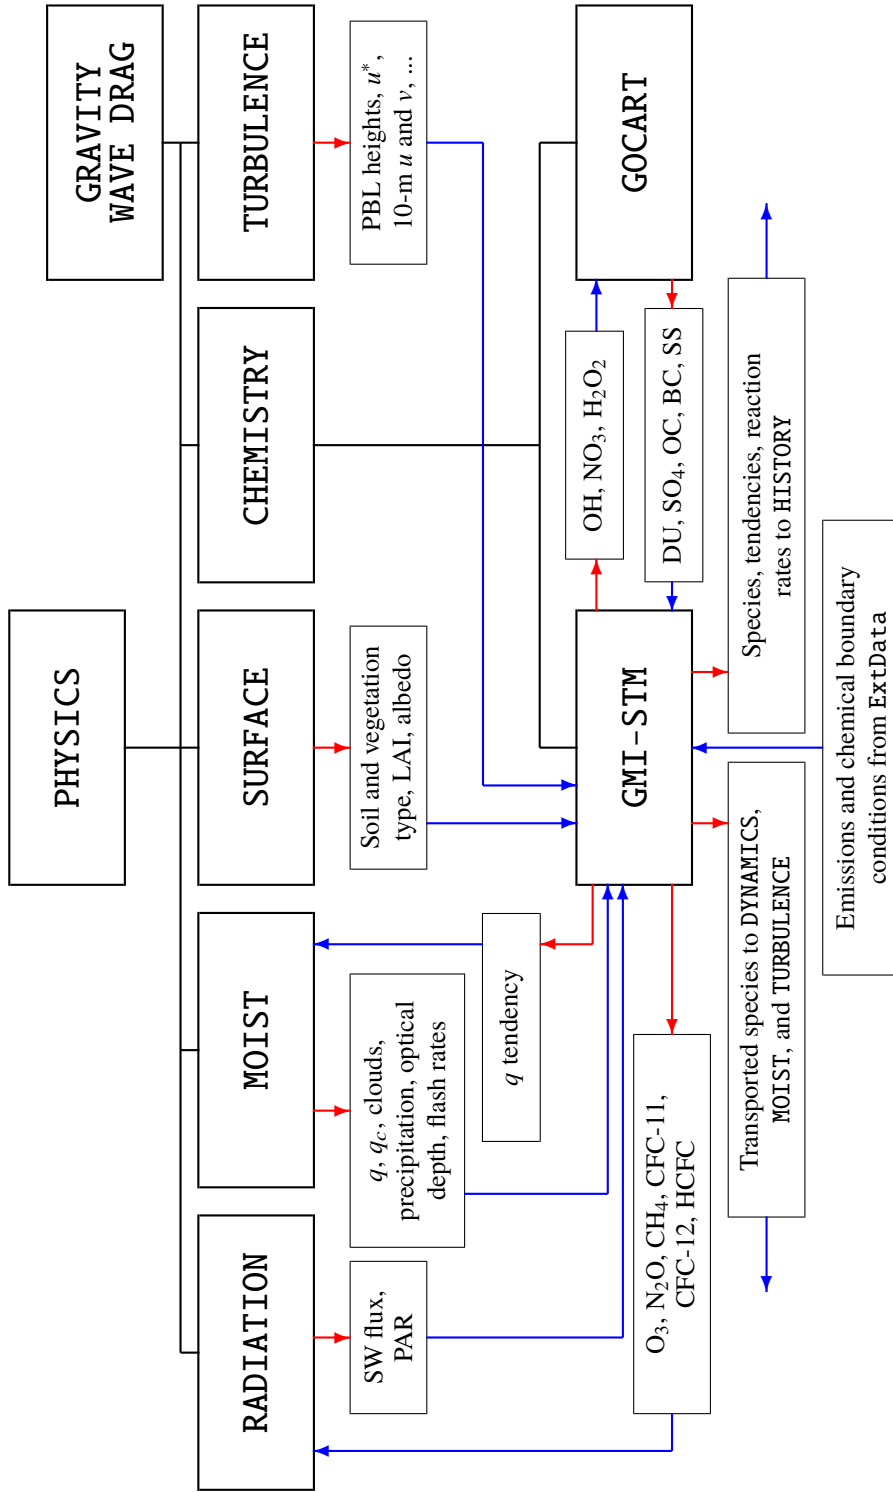 PHYSICS
GRAVITY
WAVE DRAG
RADIATION
MOIST
SURFACE
CHEMISTRY
TURBULENCE
SW flux,
PAR
q, q_c, clouds,
precipitation, optical
depth, flash rates
Soil and vegetation
type, LAI, albedo
PBL heights, u*,
10-m u and v, ...
q tendency
GMI-STM
OH, NO₃, H₂O₂
DU, SO₄, OC, BC, SS
GOCART
O₃, N₂O, CH₄, CFC-11,
CFC-12, HCFC
Transported species to DYNAMICS,
MOIST, and TURBULENCE
Species, tendencies, reaction
rates to HISTORY
Emissions and chemical boundary
conditions from ExtData